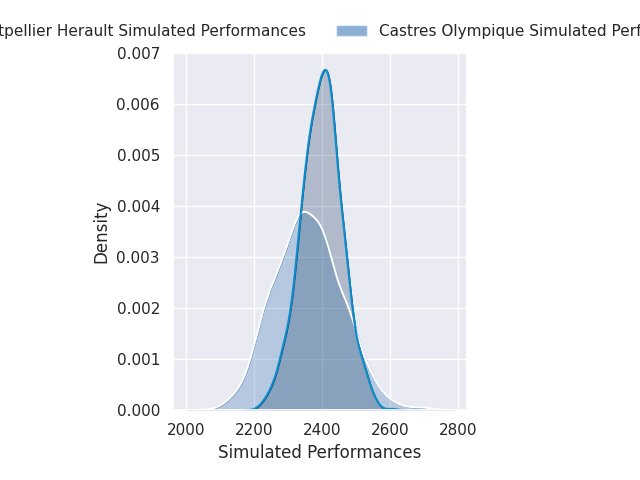 tpellier Herault Simulated Performances Castres Olympique Simulated Perf
0.007
0.006
0.005
0.004
0.003
0.002
0.001
0.000
Density
2000 2200 2400 2600 2800
Simulated Performances